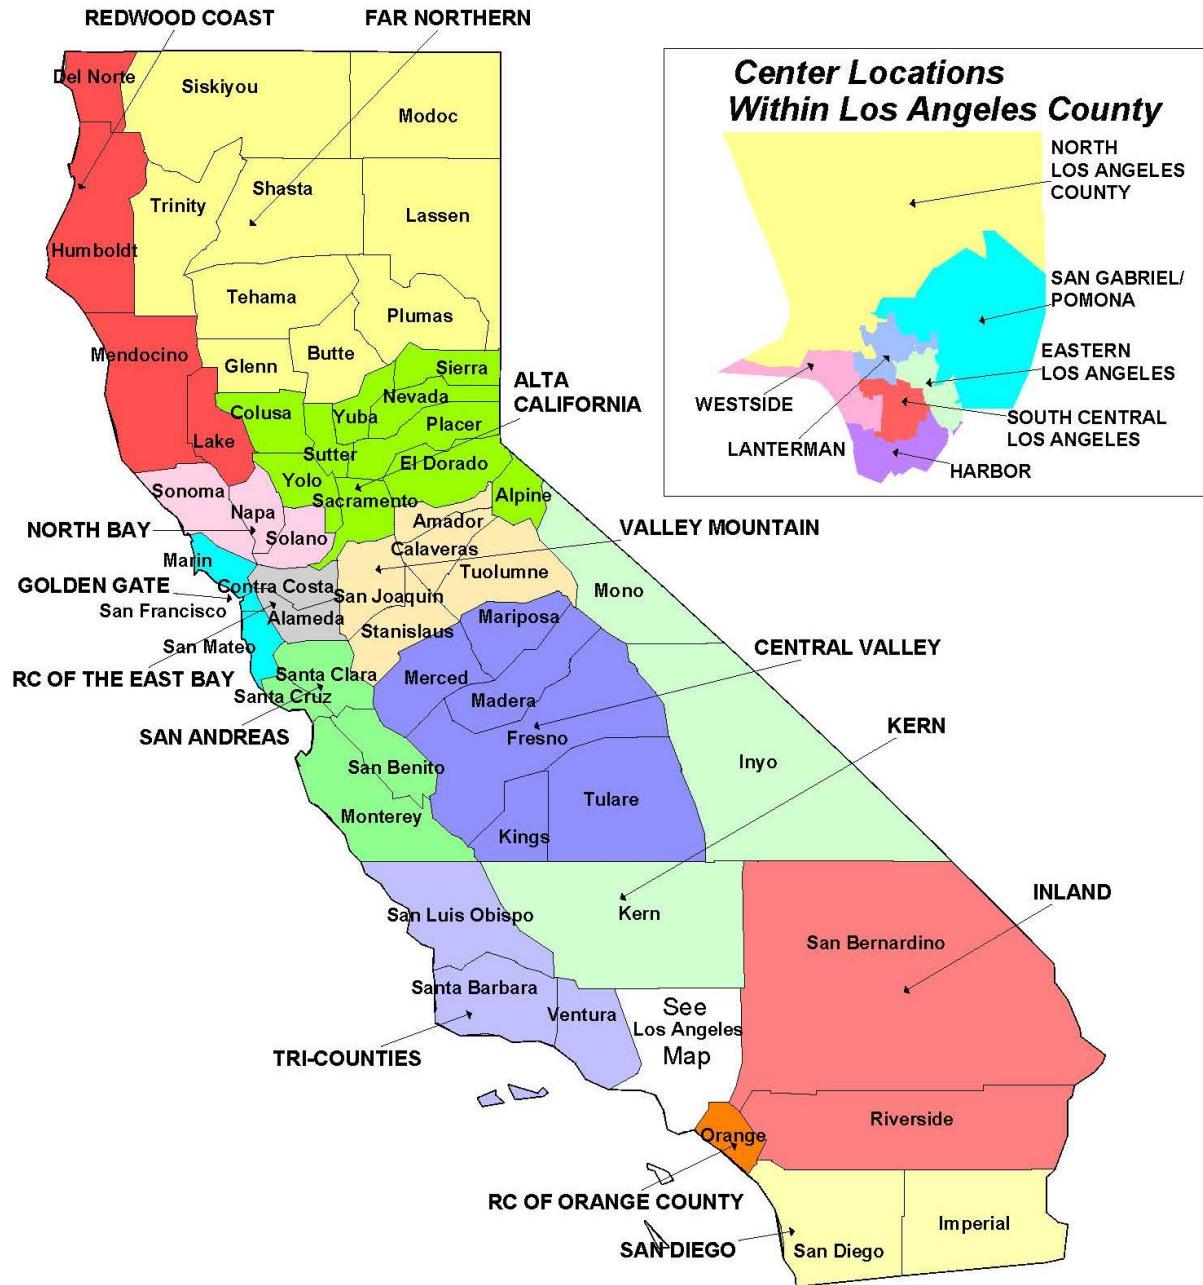 REDWOOD COAST
FAR NORTHERN
Del Norte
Siskiyou
Modoc
Center Locations
Within Los Angeles County
NORTH
LOS ANGELES
COUNTY
Trinity
Shasta
Lassen
Humboldt
SAN GABRIEL/
POMONA
Tehama
Plumas
Mendocino
Glenn
Butte
Sierra
EASTERN
LOS ANGELES
ALTA
CALIFORNIA
WESTSIDE
Colusa
Yuba
Nevada
Placer
SOUTH CENTRAL
LOS ANGELES
LANTERMAN
HARBOR
Lake
Sutter
El Dorado
Sonoma
Yolo
Sacramento
Alpine
Napa
NORTH BAY
Solano
Amador
VALLEY MOUNTAIN
Marin
Calaveras
Tuolumne
GOLDEN GATE
Contra Costa
San Joaquin
Mono
San Francisco
Alameda
Mariposa
San Mateo
Stanislaus
CENTRAL VALLEY
RC OF THE EAST BAY
Santa Clara
Merced
Santa Cruz
Madera
KERN
SAN ANDREAS
Fresno
San Benito
Inyo
Tulare
Monterey
Kings
INLAND
San Luis Obispo
Kern
San Bernardino
Santa Barbara
Ventura
See
Los Angeles
Map
TRI-COUNTIES
Riverside
Orange
RC OF ORANGE COUNTY
Imperial
SAN DIEGO
San Diego